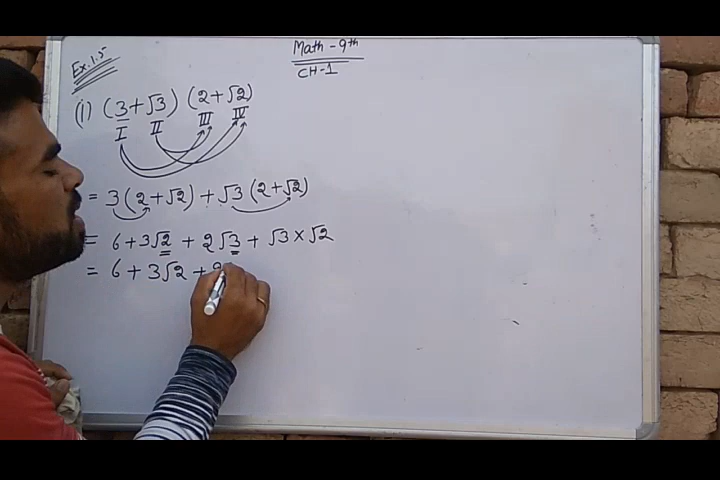 Math - 9th
CH-1
Ex. 1.5
(i) (3+√3) (2+√2)
I II III IV
= 3(2+√2) + √3(2+√2)
= 6+3√2 + 2√3 + √3×√2
= 6+3√2 +2